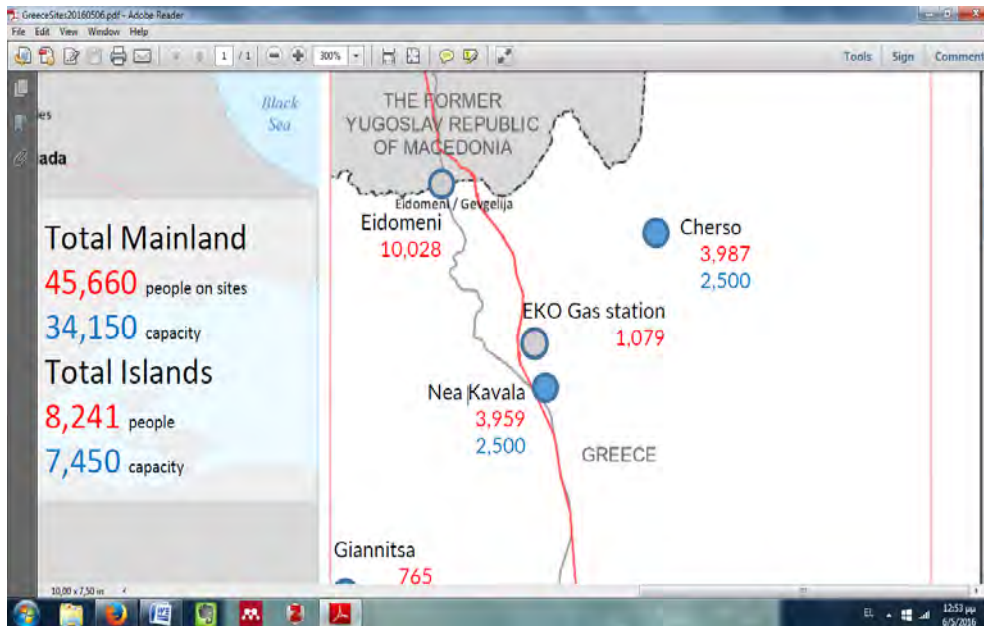 GreeceSites20160506.pdf - Adobe Reader
File Edit View Window Help
1 / 1
300%
Tools Sign Comment
es
ada
Black
Sea
Total Mainland
45,660 people on sites
34,150 capacity
Total Islands
8,241 people
7,450 capacity
THE FORMER
YUGOSLAV REPUBLIC
OF MACEDONIA
Eidomeni / Gevgelija
Eidomeni
10,028
Cherso
3,987
2,500
EKO Gas station
1,079
Nea Kavala
3,959
2,500
GREECE
Giannitsa
765
10,00 x 7,50 in
EL
12:53 μμ
6/5/2016